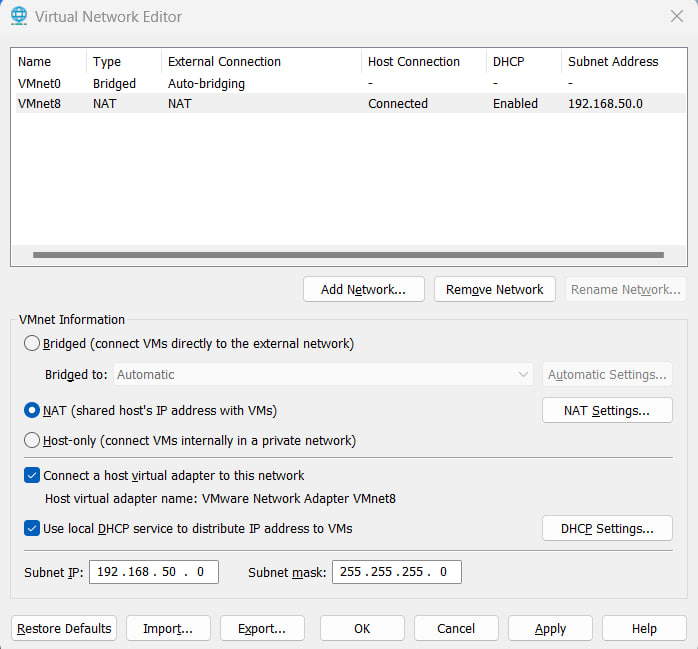 Virtual Network Editor
Name Type External Connection Host Connection DHCP Subnet Address
VMnet0 Bridged Auto-bridging - - -
VMnet8 NAT NAT Connected Enabled 192.168.50.0
Add Network... Remove Network Rename Network...
VMnet Information
Bridged (connect VMs directly to the external network)
Bridged to: Automatic Automatic Settings...
NAT (shared host's IP address with VMs) NAT Settings...
Host-only (connect VMs internally in a private network)
Connect a host virtual adapter to this network
Host virtual adapter name: VMware Network Adapter VMnet8
Use local DHCP service to distribute IP address to VMs DHCP Settings...
Subnet IP: 192 . 168 . 50 . 0 Subnet mask: 255 . 255 . 255 . 0
Restore Defaults Import... Export... OK Cancel Apply Help